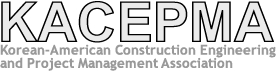 KACEPMA
Korean-American Construction Engineering
and Project Management Association